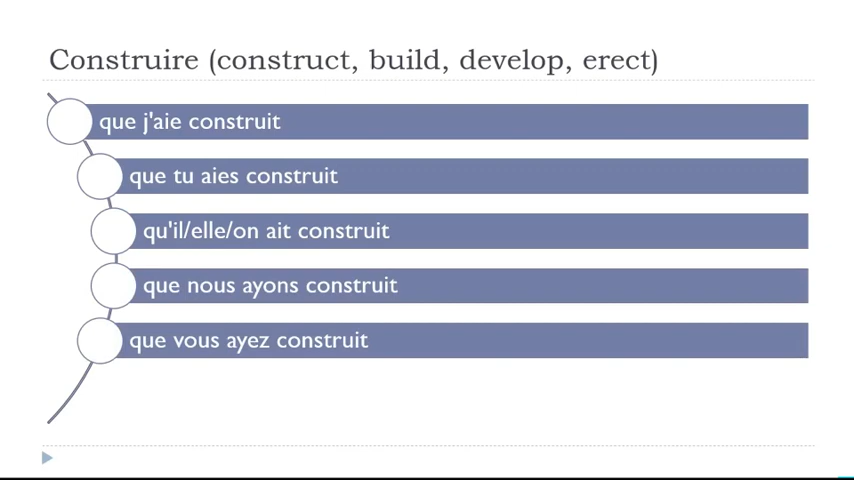 Construire (construct, build, develop, erect)
que j'aie construit
que tu aies construit
qu'il/elle/on ait construit
que nous ayons construit
que vous ayez construit